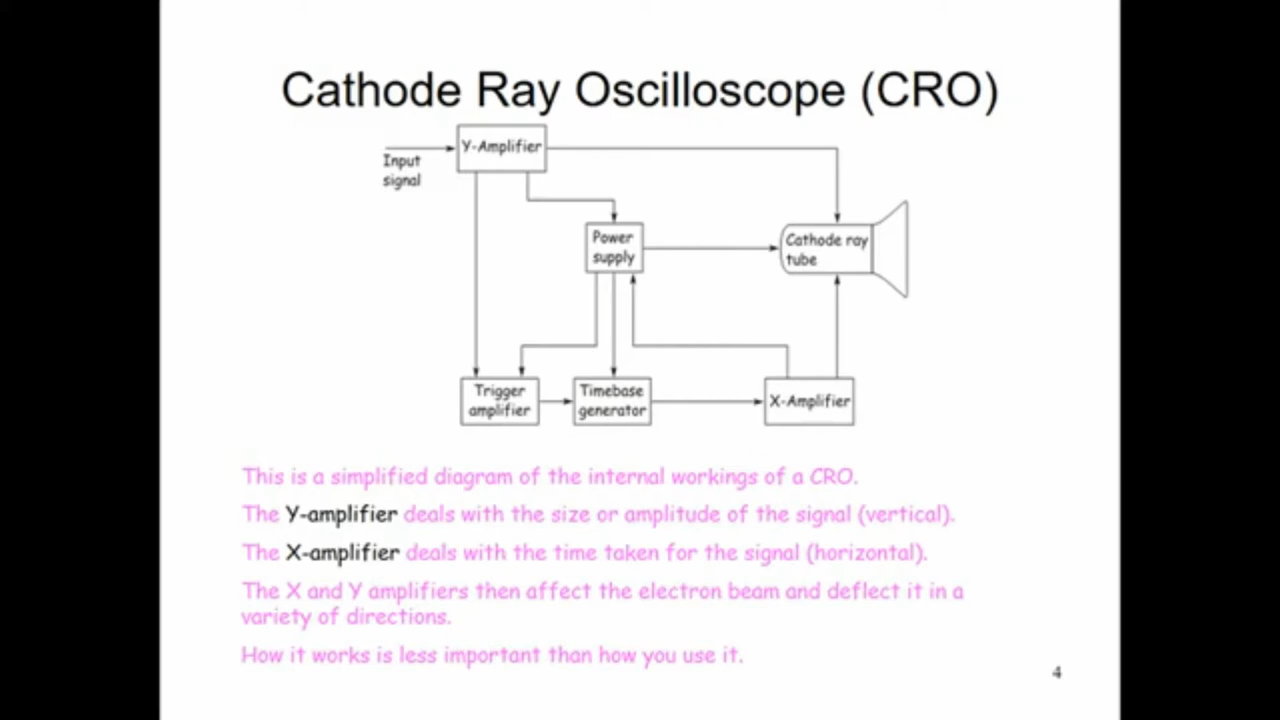 Cathode Ray Oscilloscope (CRO)
Y-Amplifier
Input
signal
Power
supply
Cathode ray
tube
Trigger
amplifier
Timebase
generator
X-Amplifier
This is a simplified diagram of the internal workings of a CRO.
The Y-amplifier deals with the size or amplitude of the signal (vertical).
The X-amplifier deals with the time taken for the signal (horizontal).
The X and Y amplifiers then affect the electron beam and deflect it in a
variety of directions.
How it works is less important than how you use it.
4